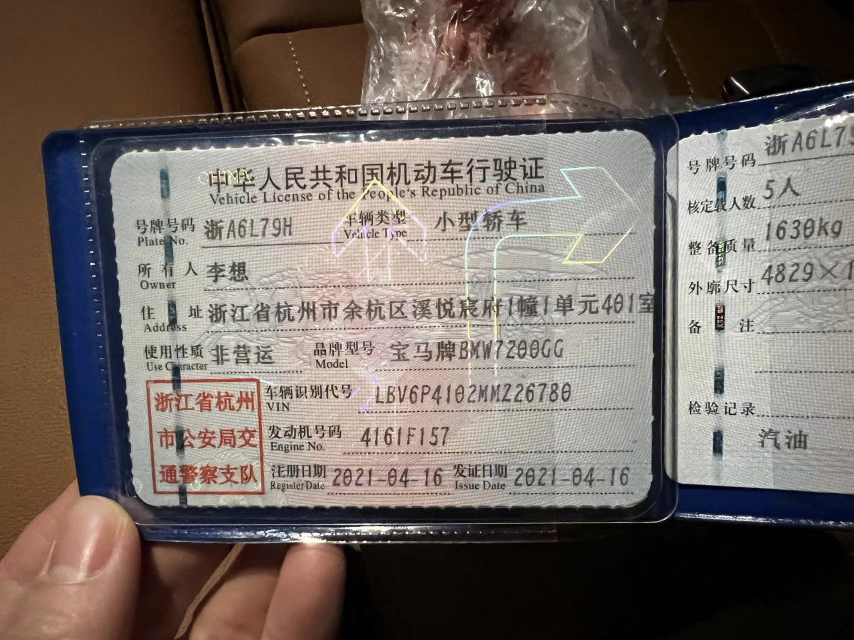 中华人民共和国机动车行驶证
Vehicle License of the People's Republic of China
号牌号码 浙A6L79H 车辆类型 小型轿车
Plate No. Vehicle Type
所有人 李想
Owner
住址 浙江省杭州市余杭区溪悦宸府1幢1单元401室
Address
使用性质 非营运 品牌型号 宝马牌BMW7200GG
Use Character Model
浙江省杭州
市公安局交
通警察支队
车辆识别代号 LBV6P4102MMZ26780
VIN
发动机号码 4161F157
Engine No.
注册日期 2021-04-16 发证日期 2021-04-16
Register Date Issue Date
号牌号码 浙A6L79
核定载人数 5人
整备质量 1630kg
外廓尺寸 4829×1
备注
检验记录
汽油